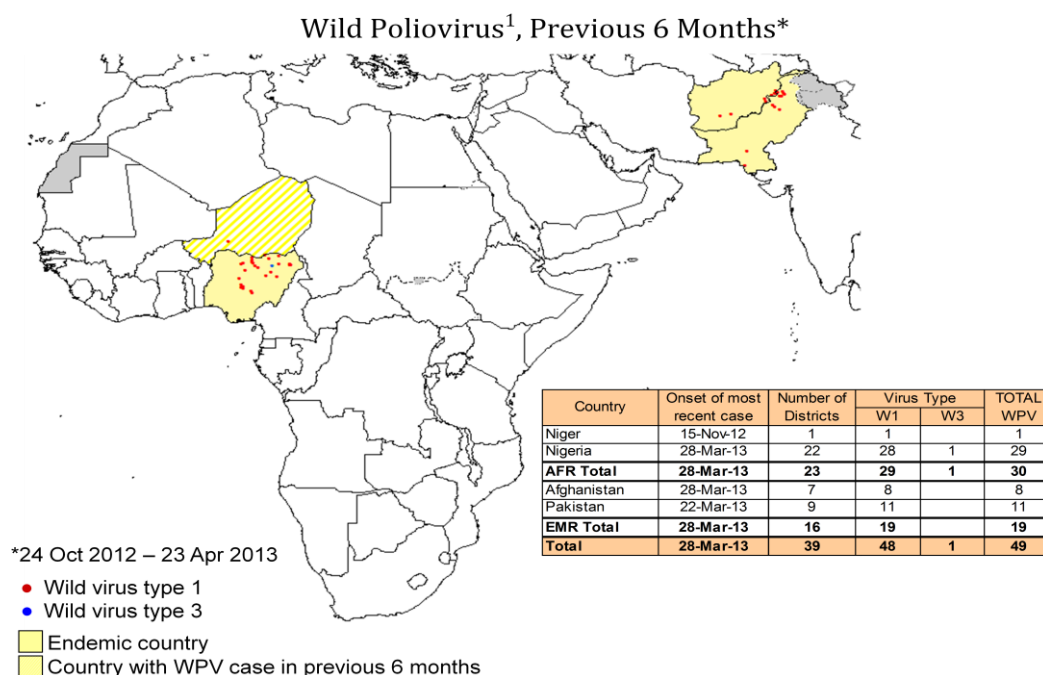 Wild Poliovirus1, Previous 6 Months*
Country Onset of most recent case Number of Districts Virus Type W1 W3 TOTAL WPV
Niger 15-Nov-12 1 1 1
Nigeria 28-Mar-13 22 28 1 29
AFR Total 28-Mar-13 23 29 1 30
Afghanistan 28-Mar-13 7 8 8
Pakistan 22-Mar-13 9 11 11
EMR Total 28-Mar-13 16 19 19
Total 28-Mar-13 39 48 1 49
*24 Oct 2012 – 23 Apr 2013
Wild virus type 1
Wild virus type 3
Endemic country
Country with WPV case in previous 6 months